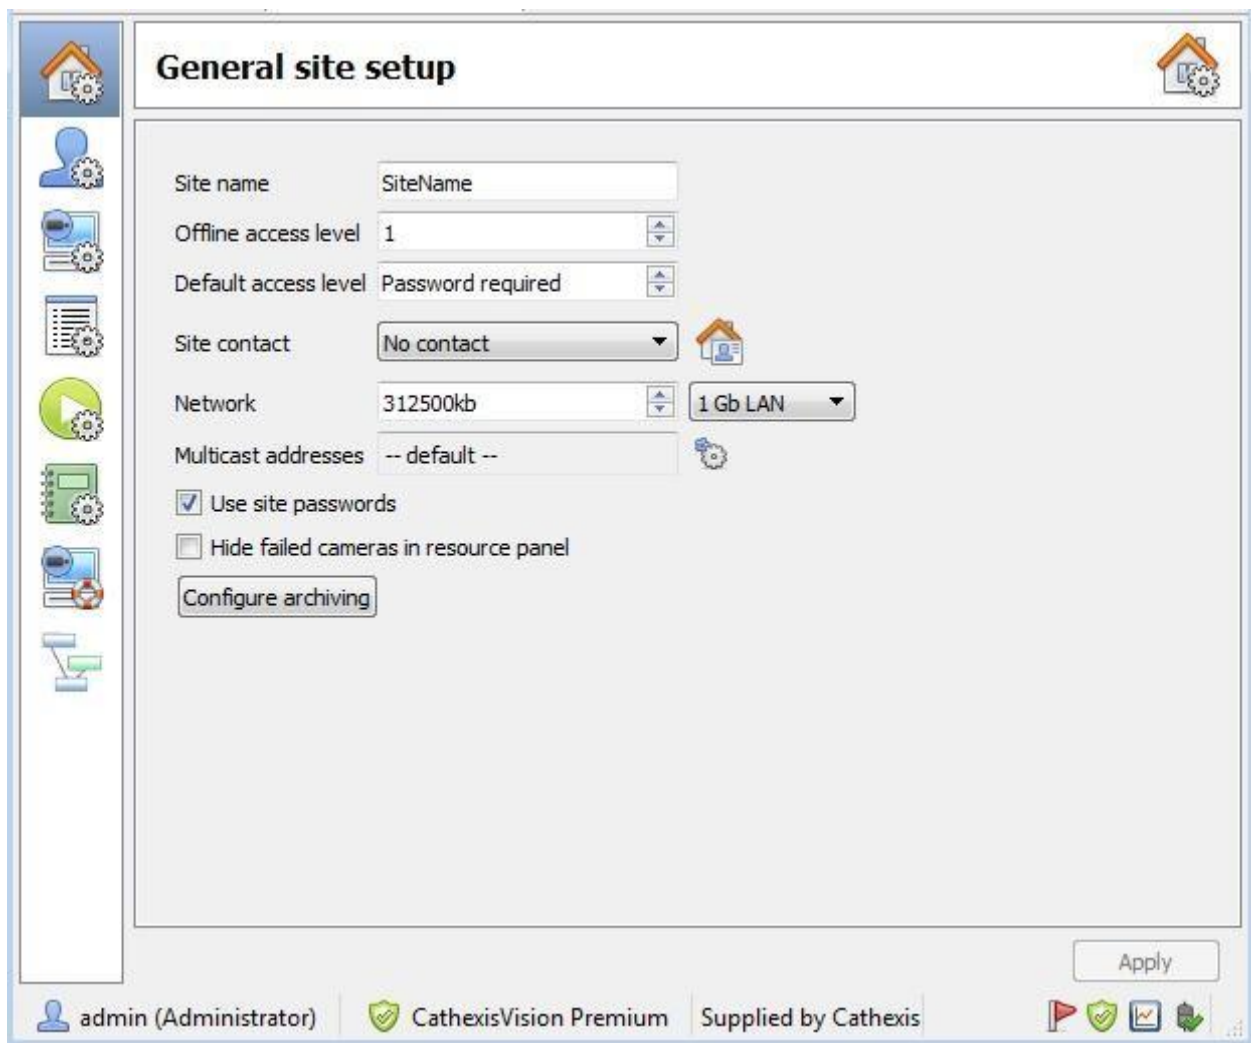 General site setup
Site name SiteName
Offline access level 1
Default access level Password required
Site contact No contact
Network 312500kb 1 Gb LAN
Multicast addresses -- default --
Use site passwords
Hide failed cameras in resource panel
Configure archiving
Apply
admin (Administrator) CathexisVision Premium Supplied by Cathexis